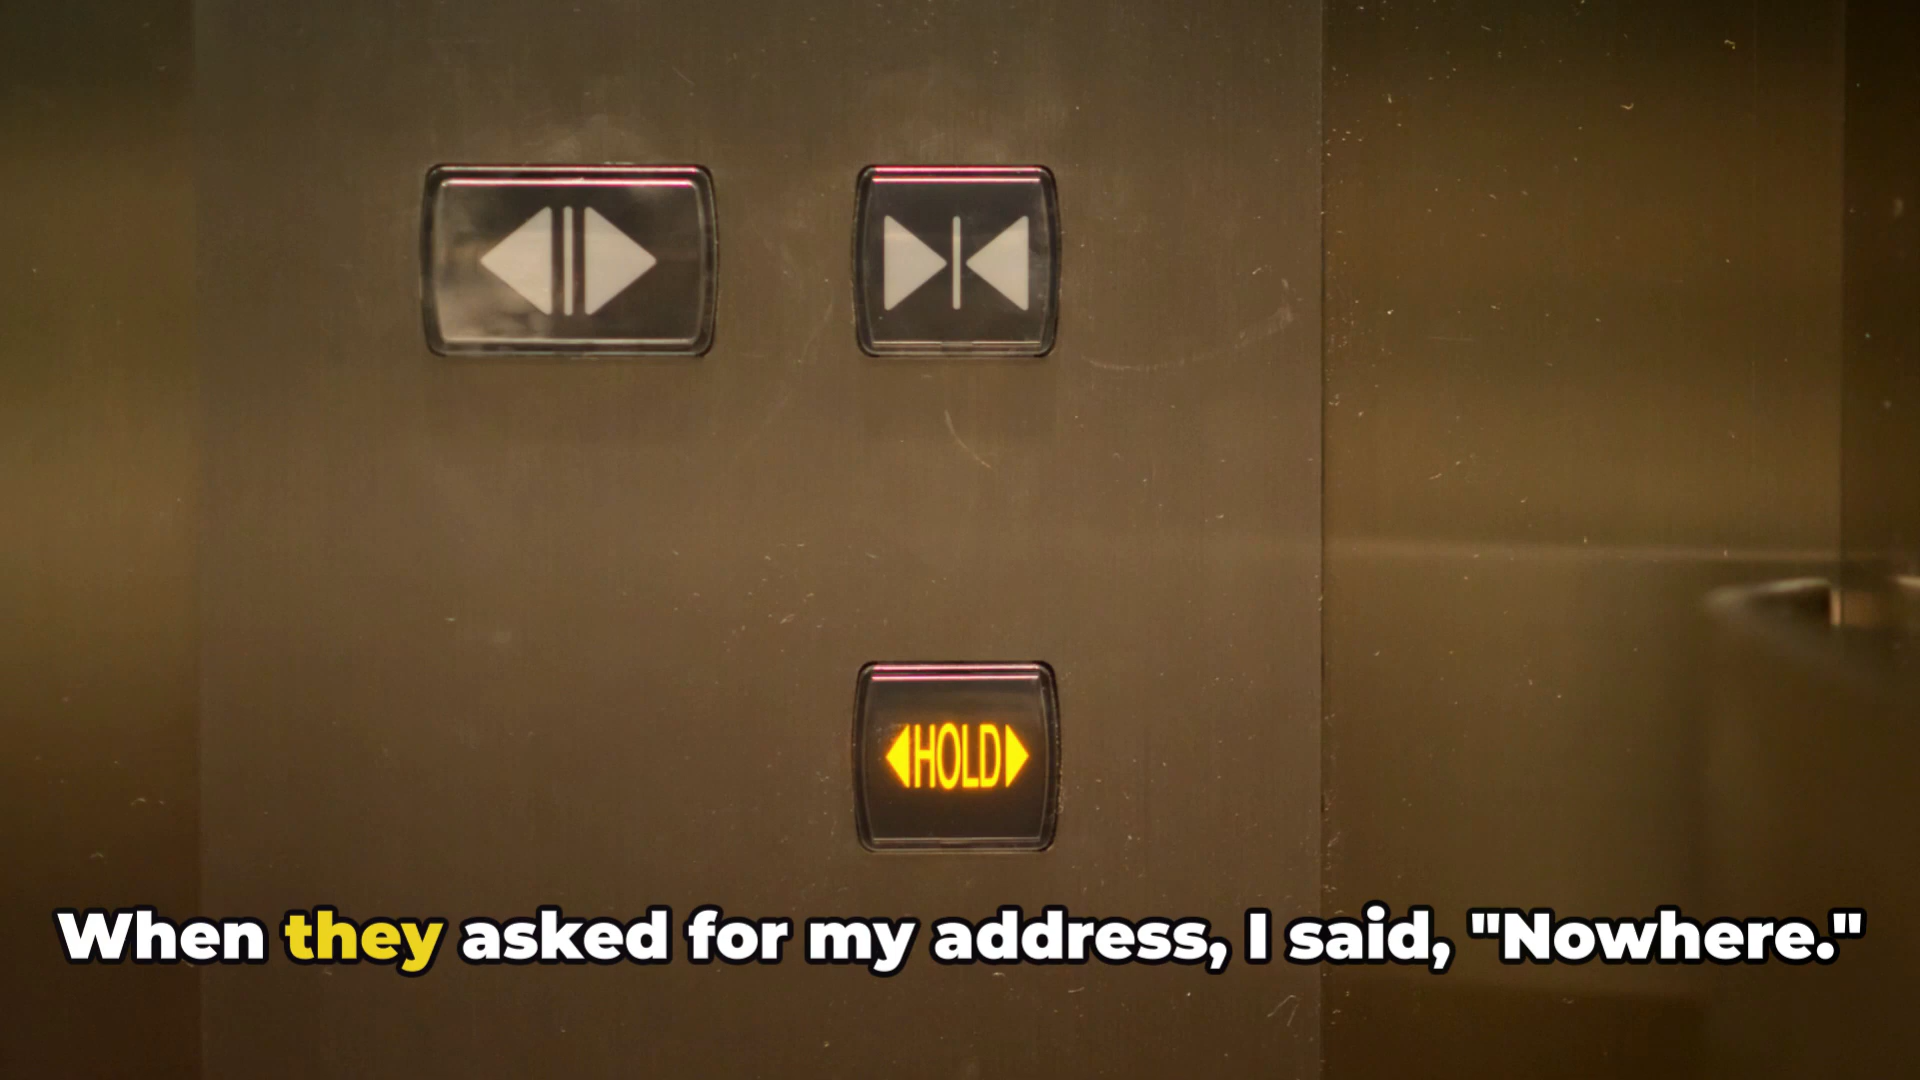 HOLD
When they asked for my address, I said, "Nowhere."